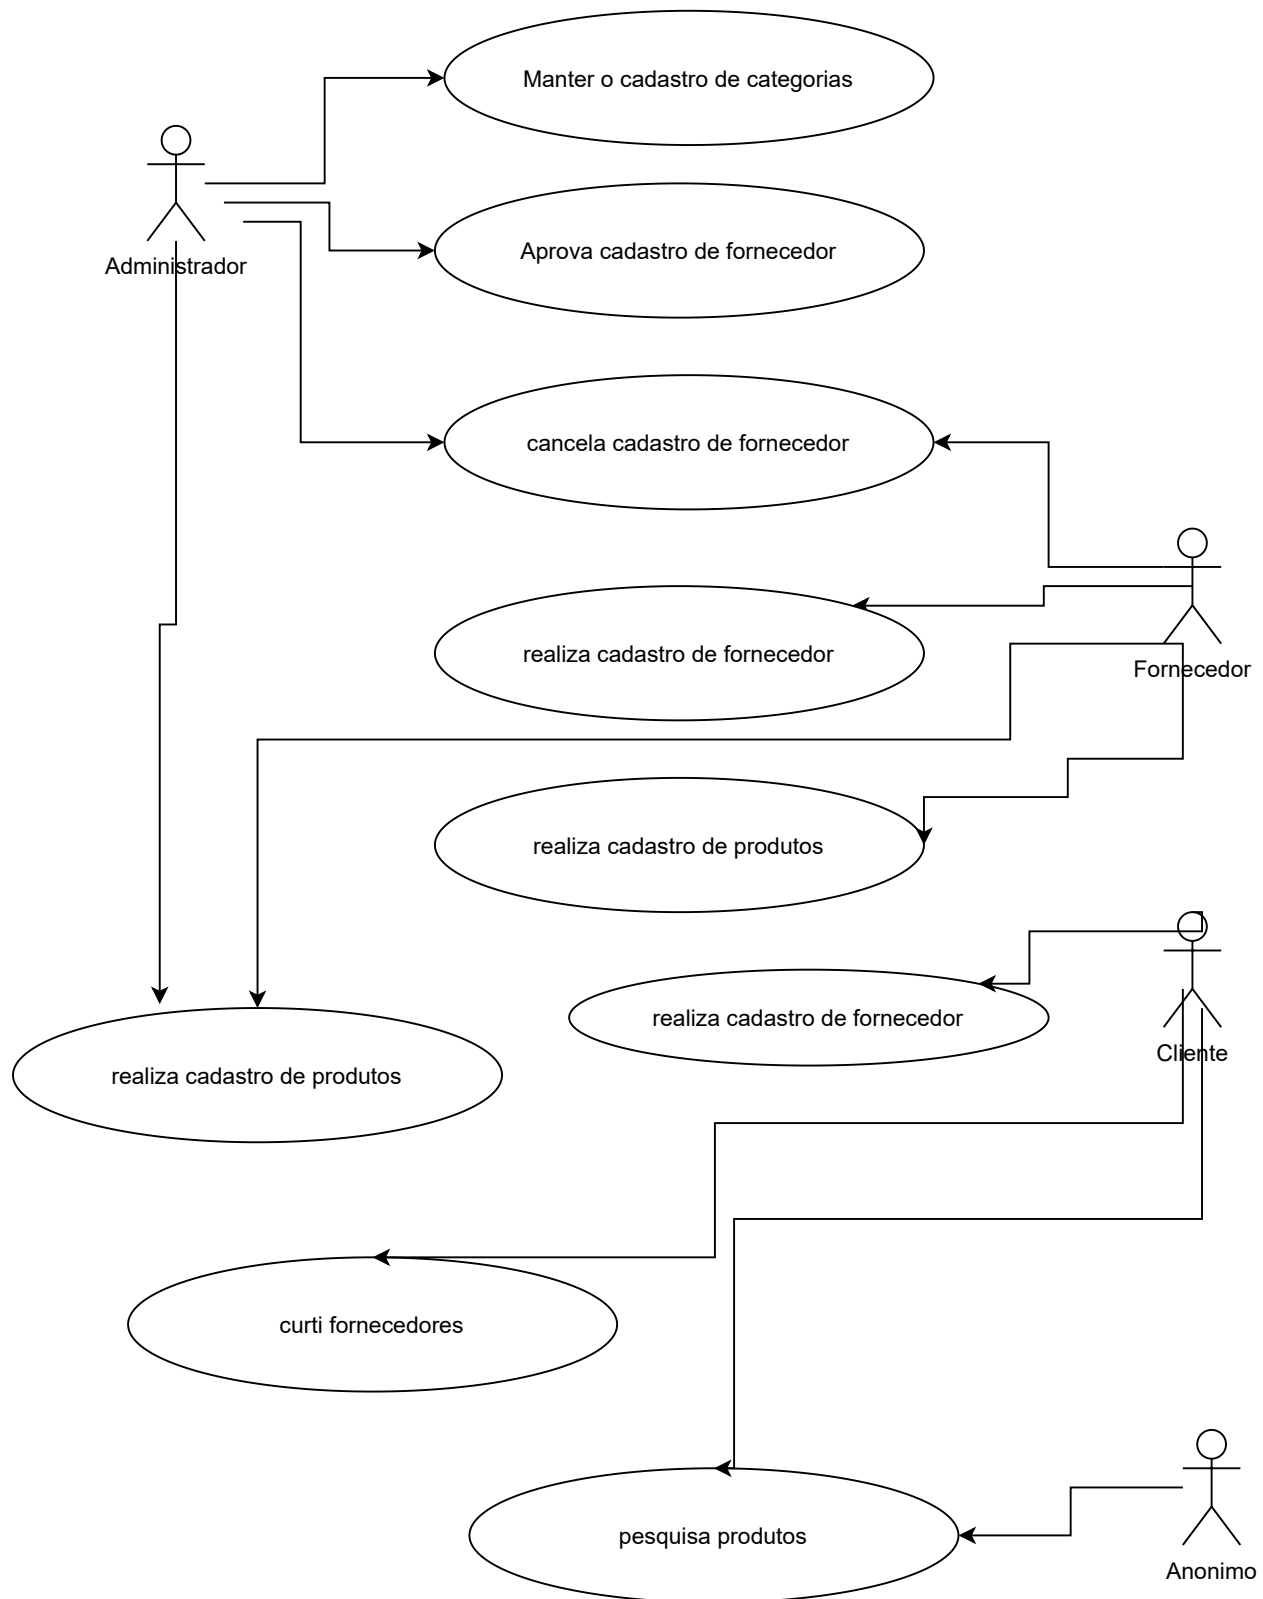 Manter o cadastro de categorias
Administrador
Aprova cadastro de fornecedor
cancela cadastro de fornecedor
realiza cadastro de fornecedor
Fornecedor
realiza cadastro de produtos
realiza cadastro de fornecedor
Cliente
realiza cadastro de produtos
curti fornecedores
pesquisa produtos
Anonimo